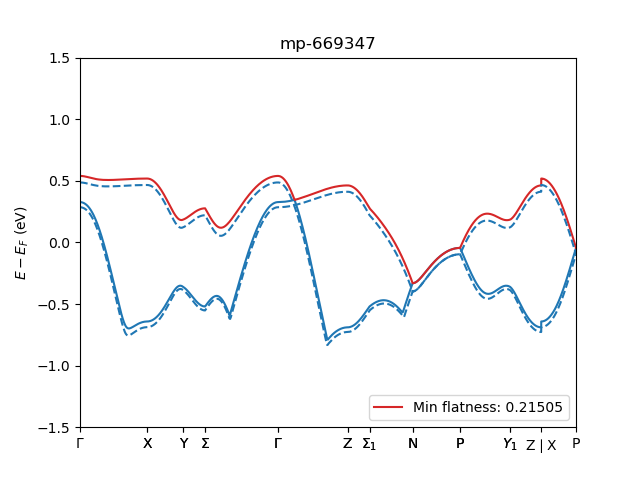 mp-669347
E − E_F (eV)
1.5
1.0
0.5
0.0
−0.5
−1.0
−1.5
Min flatness: 0.21505
Γ X Y Σ Γ Z Σ₁ N P Y₁ Z | X P